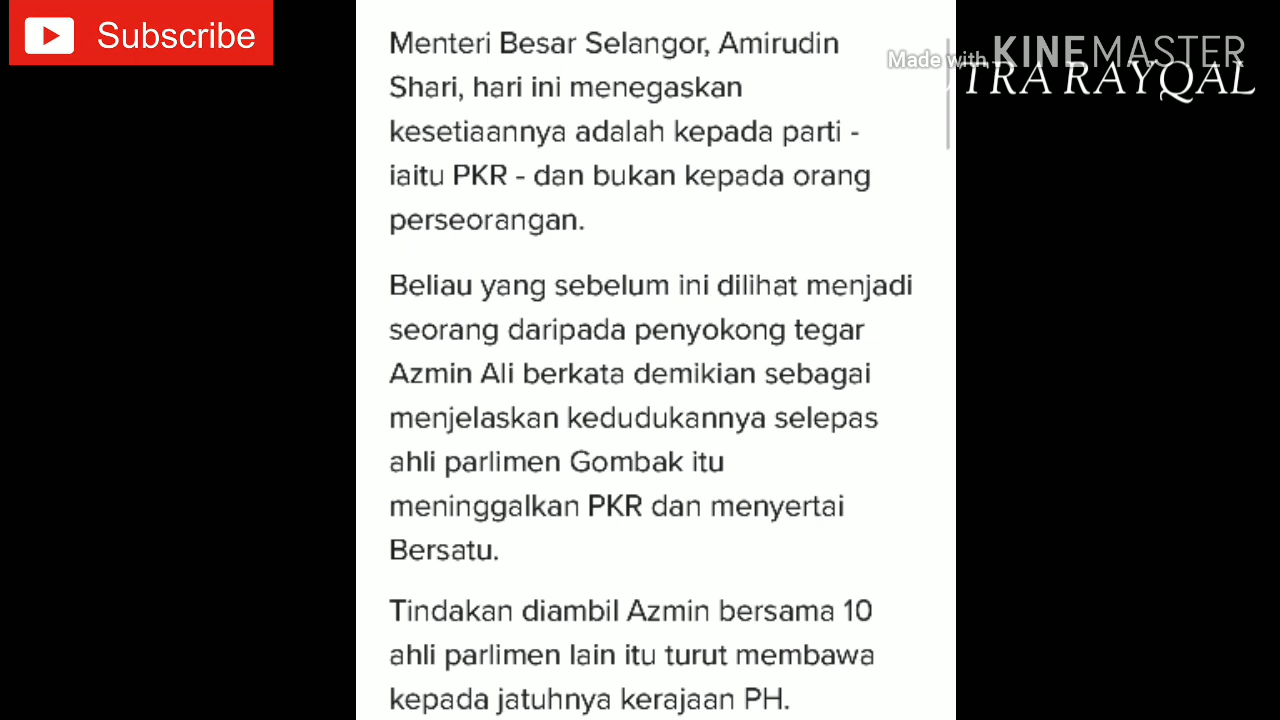 Subscribe
Made with KINEMASTER
TRA RAYQAL
Menteri Besar Selangor, Amirudin
Shari, hari ini menegaskan
kesetiaannya adalah kepada parti -
iaitu PKR - dan bukan kepada orang
perseorangan.
Beliau yang sebelum ini dilihat menjadi
seorang daripada penyokong tegar
Azmin Ali berkata demikian sebagai
menjelaskan kedudukannya selepas
ahli parlimen Gombak itu
meninggalkan PKR dan menyertai
Bersatu.
Tindakan diambil Azmin bersama 10
ahli parlimen lain itu turut membawa
kepada jatuhnya kerajaan PH.